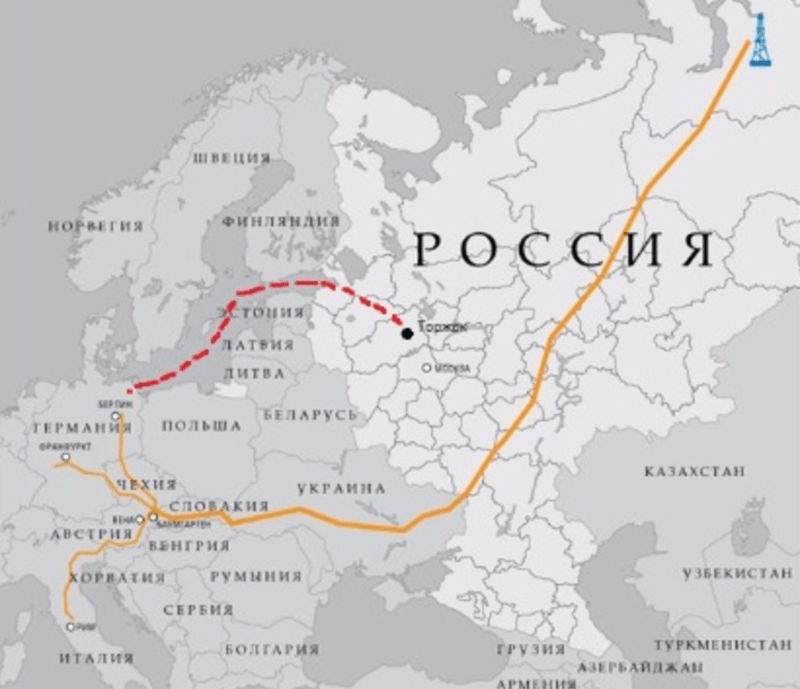 ШВЕЦИЯ
НОРВЕГИЯ
ФИНЛЯНДИЯ
РОССИЯ
ЭСТОНИЯ
Торжок
ЛАТВИЯ
МОСКВА
ЛИТВА
БЕРЛИН
БЕЛАРУСЬ
ГЕРМАНИЯ
ПОЛЬША
ФРАНФУРКТ
КАЗАХСТАН
ЧЕХИЯ
УКРАИНА
СЛОВАКИЯ
ВЕНА
БАУМГАРТЕН
АВСТРИЯ
ВЕНГРИЯ
ХОРВАТИЯ
РУМЫНИЯ
УЗБЕКИСТАН
СЕРБИЯ
РИМ
ИТАЛИЯ
БОЛГАРИЯ
ГРУЗИЯ
ТУРКМЕНИСТАН
АЗЕРБАЙДЖАН
АРМЕНИЯ